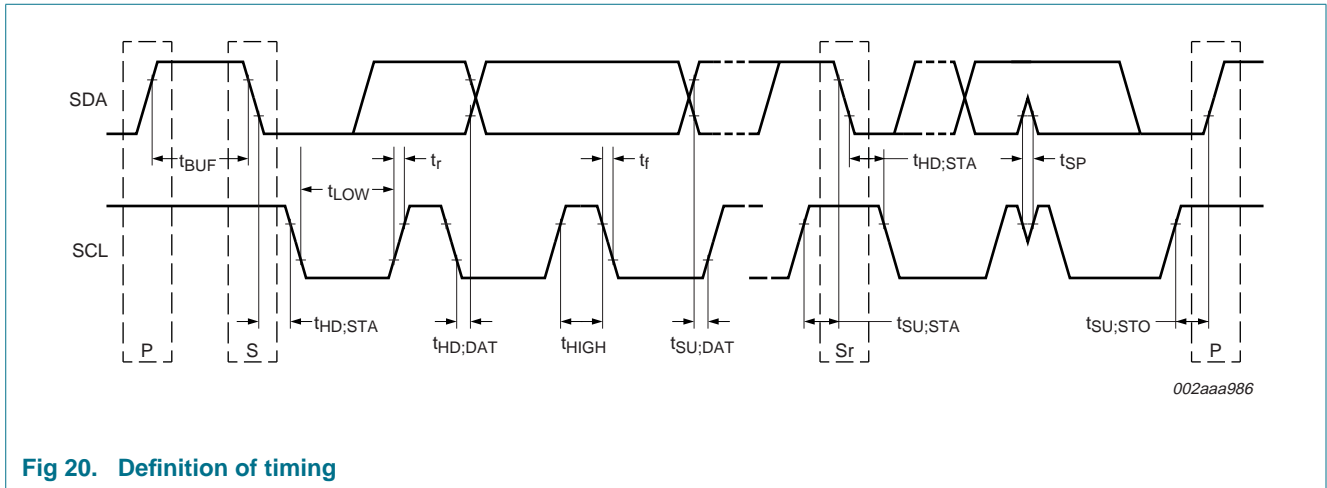 SDA
tBUF
tr
tf
tHD;STA
tSP
tLOW
SCL
tHD;STA
tHD;DAT
tHIGH
tSU;DAT
tSU;STA
tSU;STO
P
S
Sr
P
002aaa986
Fig 20. Definition of timing